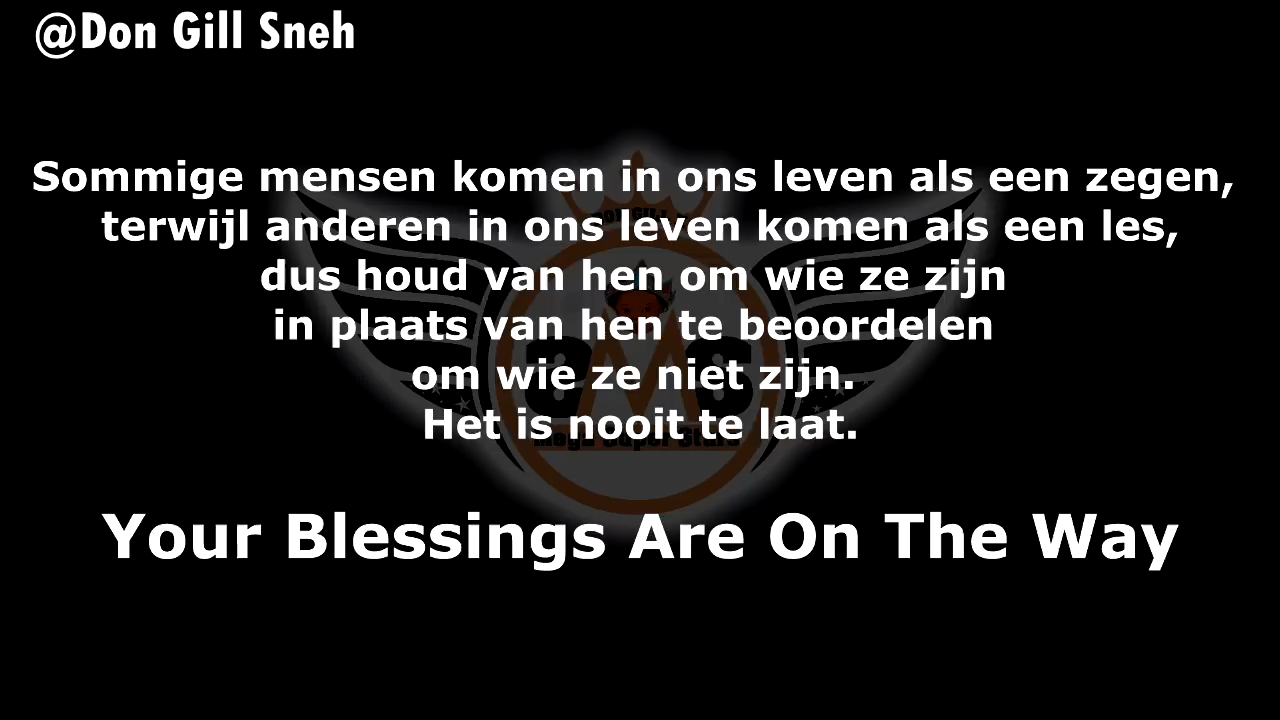 @Don Gill Sneh
Sommige mensen komen in ons leven als een zegen,
terwijl anderen in ons leven komen als een les,
dus houd van hen om wie ze zijn
in plaats van hen te beoordelen
om wie ze niet zijn.
Het is nooit te laat.
Your Blessings Are On The Way